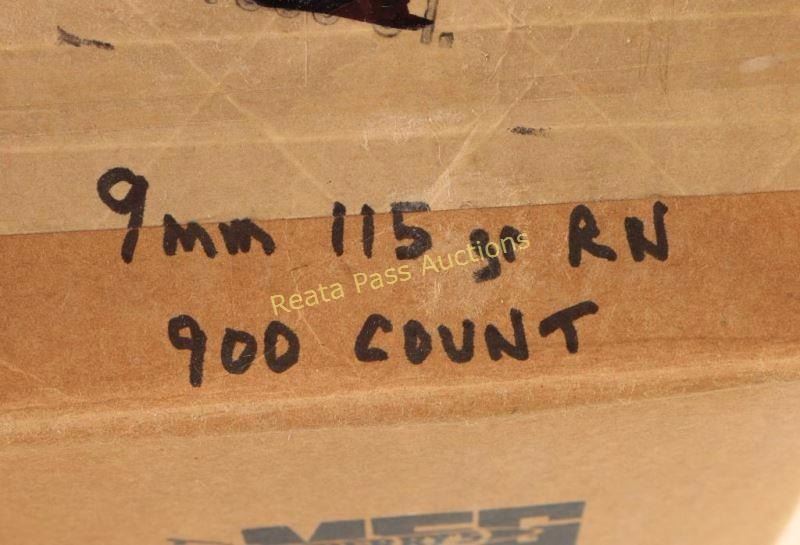 9mm 115 gr RN
Reata Pass Auctions
900 COUNT